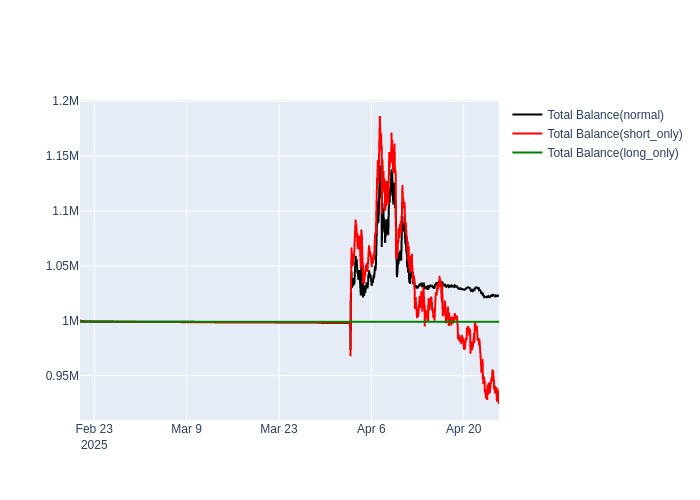 1.2M
1.15M
1.1M
1.05M
1M
0.95M
Feb 23
2025
Mar 9
Mar 23
Apr 6
Apr 20
Total Balance(normal)
Total Balance(short_only)
Total Balance(long_only)